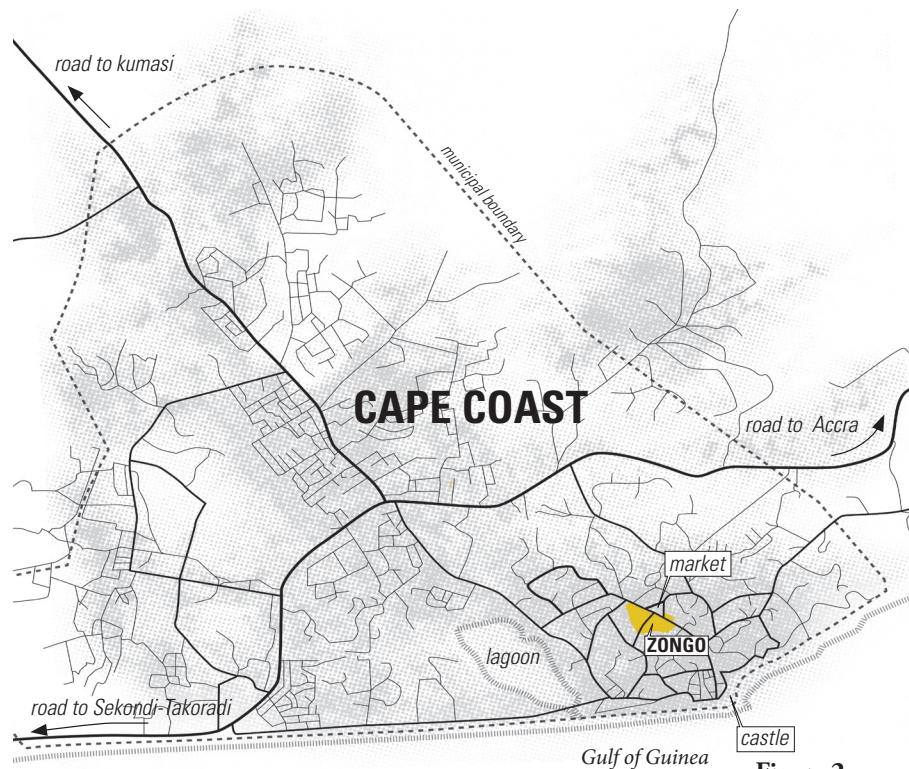 road to kumasi
municipal boundary
CAPE COAST
road to Accra
market
ZONGO
lagoon
road to Sekondi-Takoradi
castle
Gulf of Guinea